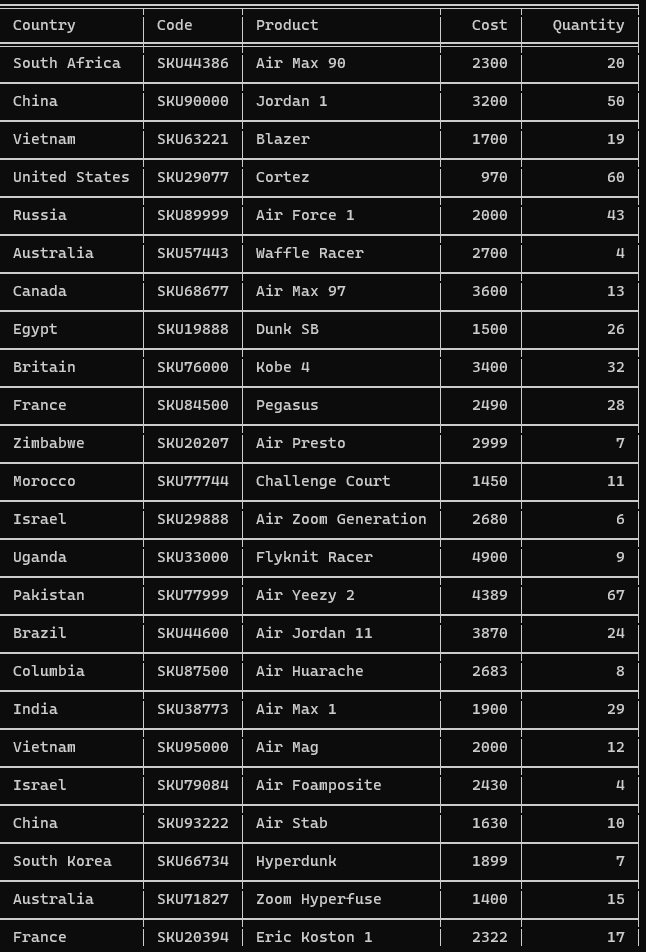 Country Code Product Cost Quantity
South Africa SKU44386 Air Max 90 2300 20
China SKU90000 Jordan 1 3200 50
Vietnam SKU63221 Blazer 1700 19
United States SKU29077 Cortez 970 60
Russia SKU89999 Air Force 1 2000 43
Australia SKU57443 Waffle Racer 2700 4
Canada SKU68677 Air Max 97 3600 13
Egypt SKU19888 Dunk SB 1500 26
Britain SKU76000 Kobe 4 3400 32
France SKU84500 Pegasus 2490 28
Zimbabwe SKU20207 Air Presto 2999 7
Morocco SKU77744 Challenge Court 1450 11
Israel SKU29888 Air Zoom Generation 2680 6
Uganda SKU33000 Flyknit Racer 4900 9
Pakistan SKU77999 Air Yeezy 2 4389 67
Brazil SKU44600 Air Jordan 11 3870 24
Columbia SKU87500 Air Huarache 2683 8
India SKU38773 Air Max 1 1900 29
Vietnam SKU95000 Air Mag 2000 12
Israel SKU79084 Air Foamposite 2430 4
China SKU93222 Air Stab 1630 10
South Korea SKU66734 Hyperdunk 1899 7
Australia SKU71827 Zoom Hyperfuse 1400 15
France SKU20394 Eric Koston 1 2322 17